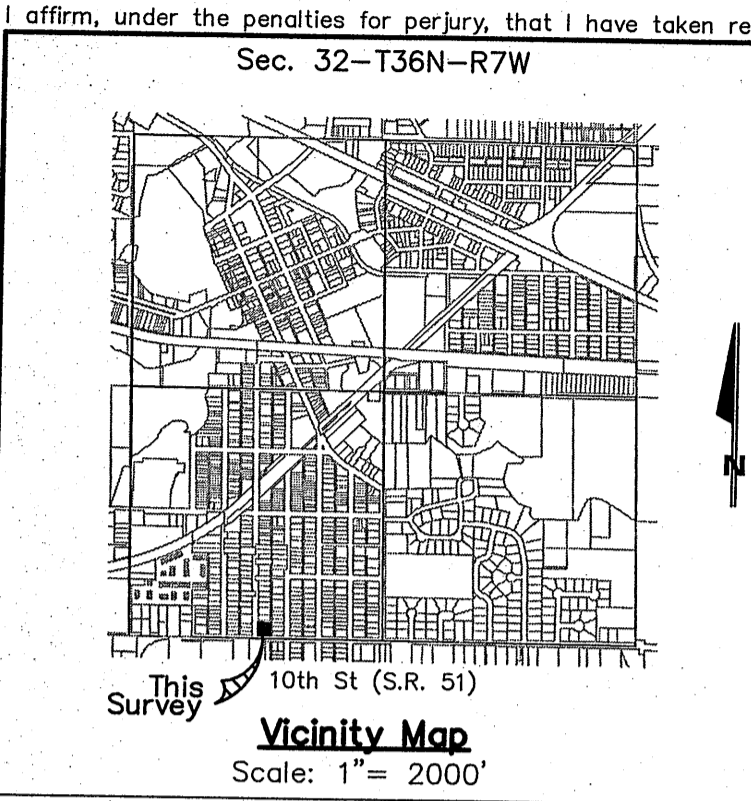 I affirm, under the penalties for perjury, that I have taken re
Sec. 32-T36N-R7W
N
This
Survey
10th St (S.R. 51)
Vicinity Map
Scale: 1"= 2000'